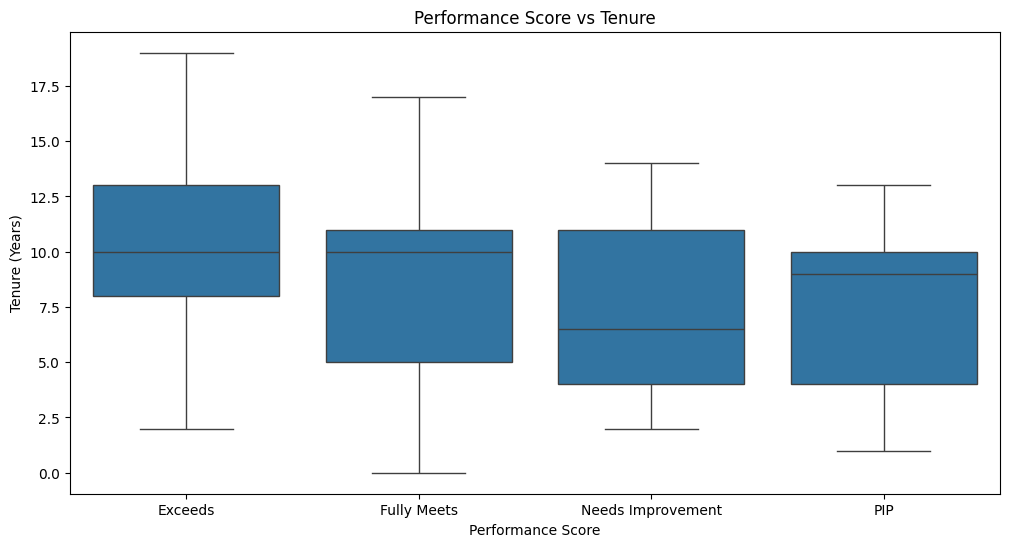 Performance Score vs Tenure
Tenure (Years)
17.5
15.0
12.5
10.0
7.5
5.0
2.5
0.0
Exceeds Fully Meets Needs Improvement PIP
Performance Score